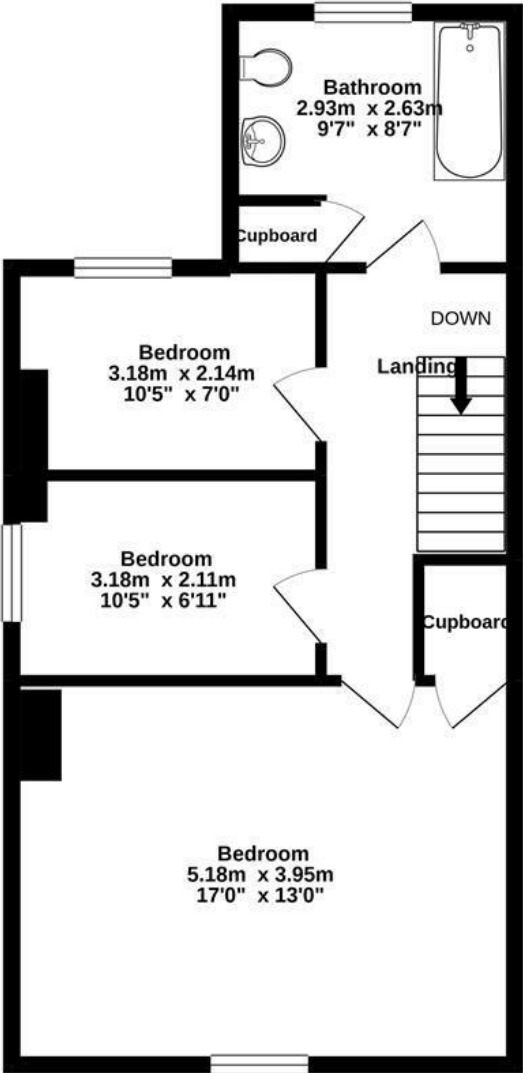 Bathroom
2.93m x 2.63m
9'7" x 8'7"
Cupboard
DOWN
Landing
Bedroom
3.18m x 2.14m
10'5" x 7'0"
Bedroom
3.18m x 2.11m
10'5" x 6'11"
Cupboard
Bedroom
5.18m x 3.95m
17'0" x 13'0"